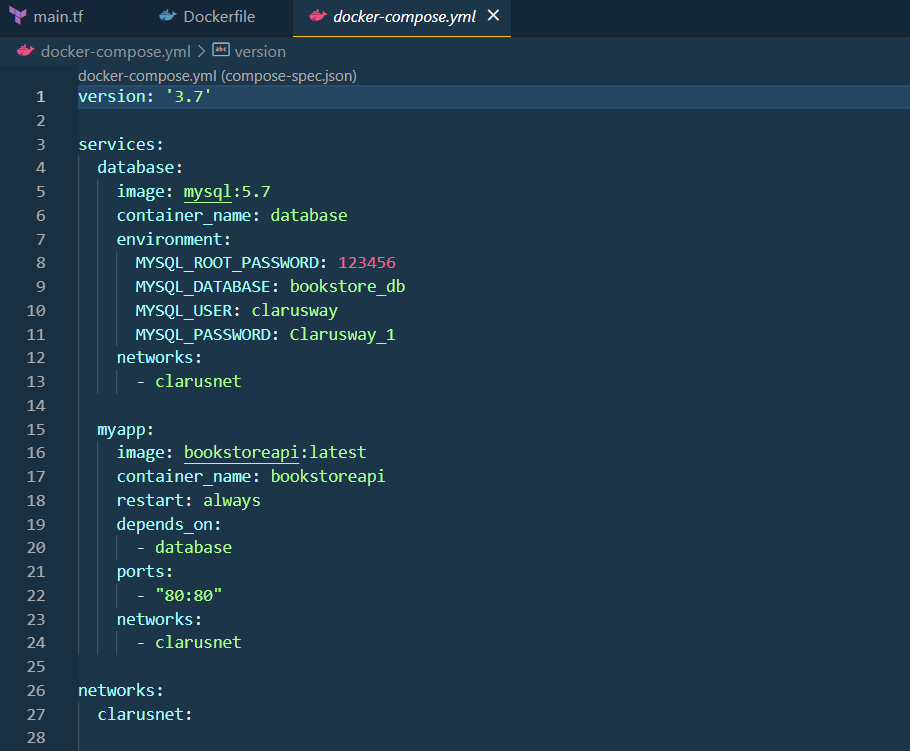 main.tf Dockerfile docker-compose.yml
docker-compose.yml > abc version
docker-compose.yml (compose-spec.json)
1 version: '3.7'
2
3 services:
4   database:
5     image: mysql:5.7
6     container_name: database
7     environment:
8       MYSQL_ROOT_PASSWORD: 123456
9       MYSQL_DATABASE: bookstore_db
10       MYSQL_USER: clarusway
11       MYSQL_PASSWORD: Clarusway_1
12     networks:
13       - clarusnet
14
15   myapp:
16     image: bookstoreapi:latest
17     container_name: bookstoreapi
18     restart: always
19     depends_on:
20       - database
21     ports:
22       - "80:80"
23     networks:
24       - clarusnet
25
26 networks:
27   clarusnet:
28